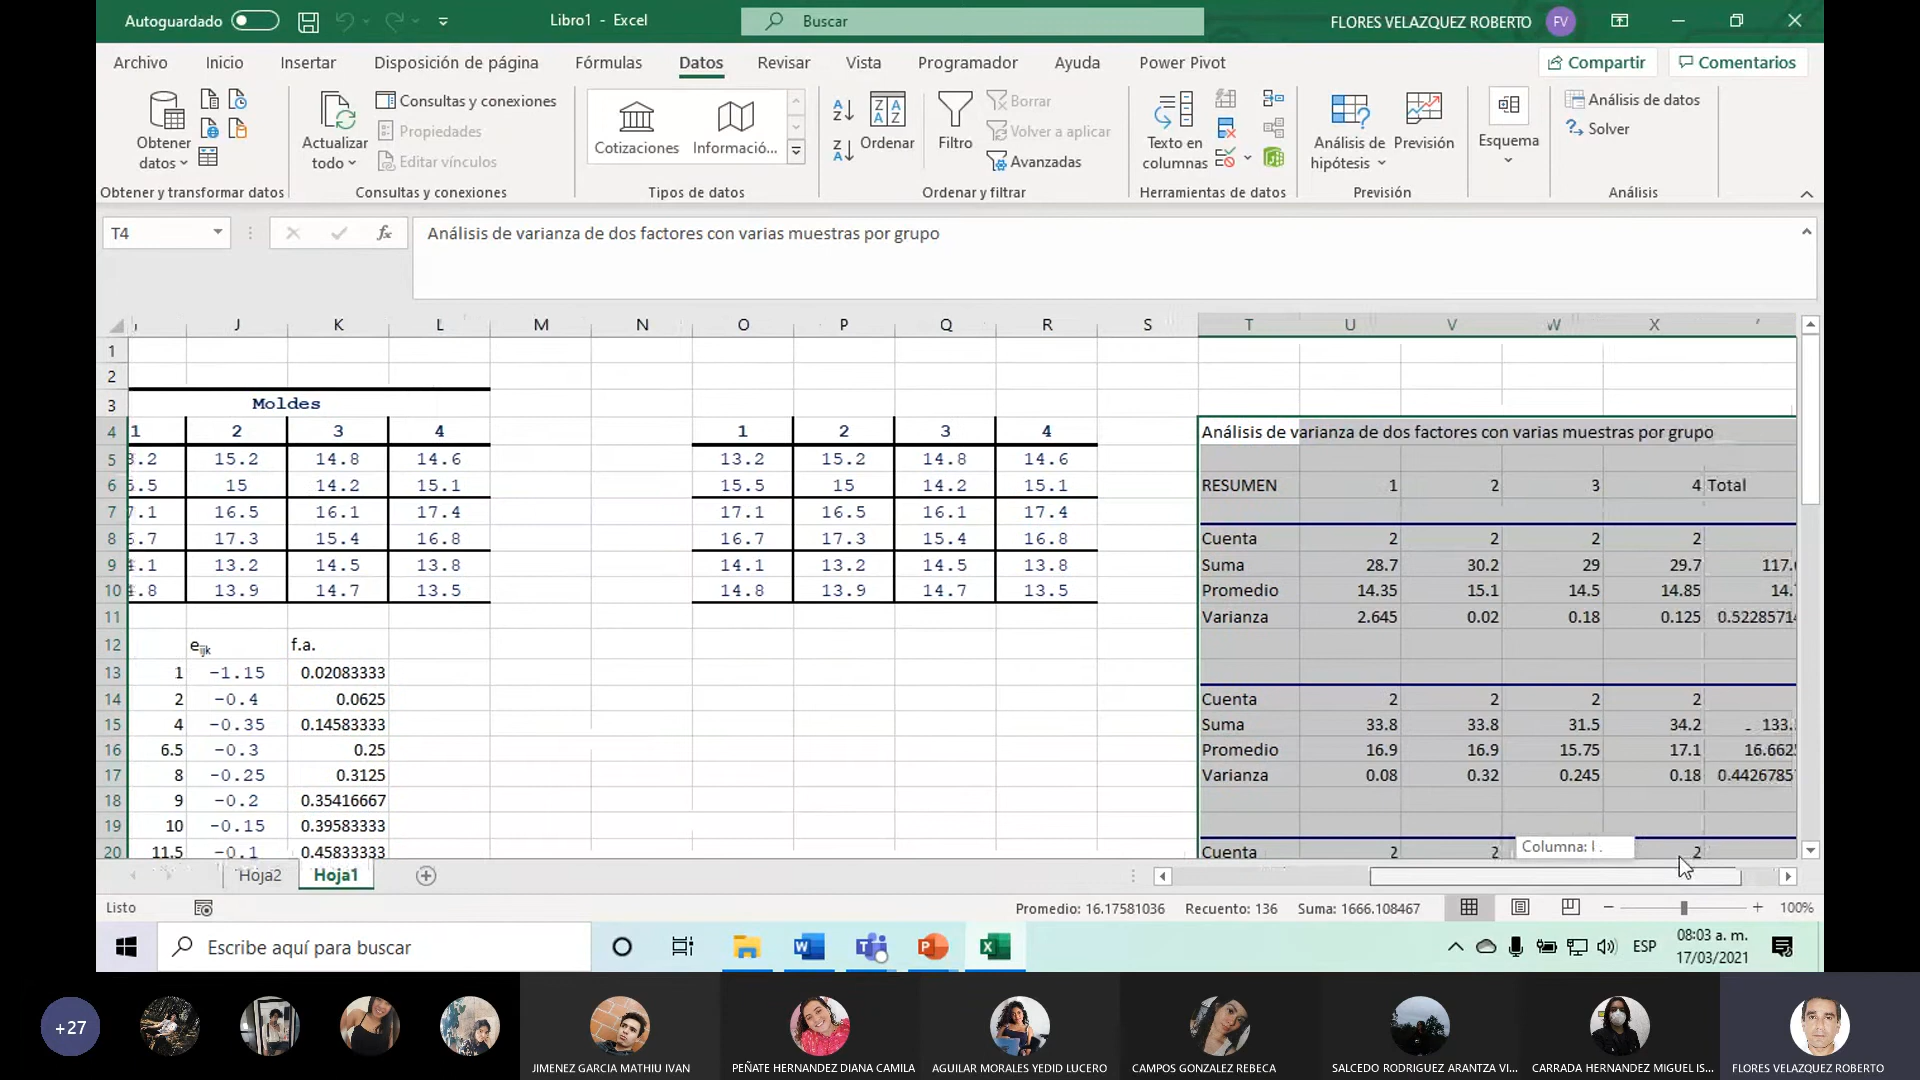 Autoguardado
Libro1 - Excel
Buscar
FLORES VELAZQUEZ ROBERTO
FV
Archivo Inicio Insertar Disposición de página Fórmulas Datos Revisar Vista Programador Ayuda Power Pivot Compartir Comentarios
Obtener datos
Actualizar todo
Consultas y conexiones
Propiedades
Editar vínculos
Cotizaciones
Informació...
Ordenar
Filtro
Borrar
Volver a aplicar
Avanzadas
Texto en columnas
Análisis de hipótesis
Previsión
Esquema
Análisis de datos
Solver
Obtener y transformar datos Consultas y conexiones Tipos de datos Ordenar y filtrar Herramientas de datos Previsión Análisis
T4
fx
Análisis de varianza de dos factores con varias muestras por grupo
J K L M N O P Q R S T U V W X
1
2
3 Moldes
4 1 2 3 4 1 2 3 4 Análisis de varianza de dos factores con varias muestras por grupo
5 15.2 14.8 14.6 13.2 15.2 14.8 14.6
6 15 14.2 15.1 15.5 15 14.2 15.1 RESUMEN 1 2 3 4 Total
7 16.5 16.1 17.4 17.1 16.5 16.1 17.4
8 17.3 15.4 16.8 16.7 17.3 15.4 16.8 Cuenta 2 2 2 2
9 13.2 14.5 13.8 14.1 13.2 14.5 13.8 Suma 28.7 30.2 29 29.7
10 13.9 14.7 13.5 14.8 13.9 14.7 13.5 Promedio 14.35 15.1 14.5 14.85
11 Varianza 2.645 0.02 0.18 0.125 0.5228571
12 eijk f.a.
13 1 -1.15 0.02083333
14 2 -0.4 0.0625 Cuenta 2 2 2 2
15 4 -0.35 0.14583333 Suma 33.8 33.8 31.5 34.2
16 6.5 -0.3 0.25 Promedio 16.9 16.9 15.75 17.1 16.662
17 8 -0.25 0.3125 Varianza 0.08 0.32 0.245 0.18 0.4426785
18 9 -0.2 0.35416667
19 10 -0.15 0.39583333
20 11.5 -0.1 0.45833333 Cuenta 2 2 2
Columna:
Hoja2 Hoja1
Listo
Promedio: 16.17581036 Recuento: 136 Suma: 1666.108467
100%
Escribe aquí para buscar
ESP
08:03 a. m.
17/03/2021
+27
JIMENEZ GARCIA MATHIU IVAN
PEÑATE HERNANDEZ DIANA CAMILA
AGUILAR MORALES YEDID LUCERO
CAMPOS GONZALEZ REBECA
SALCEDO RODRIGUEZ ARANTZA VI...
CARRADA HERNANDEZ MIGUEL IS...
FLORES VELAZQUEZ ROBERTO